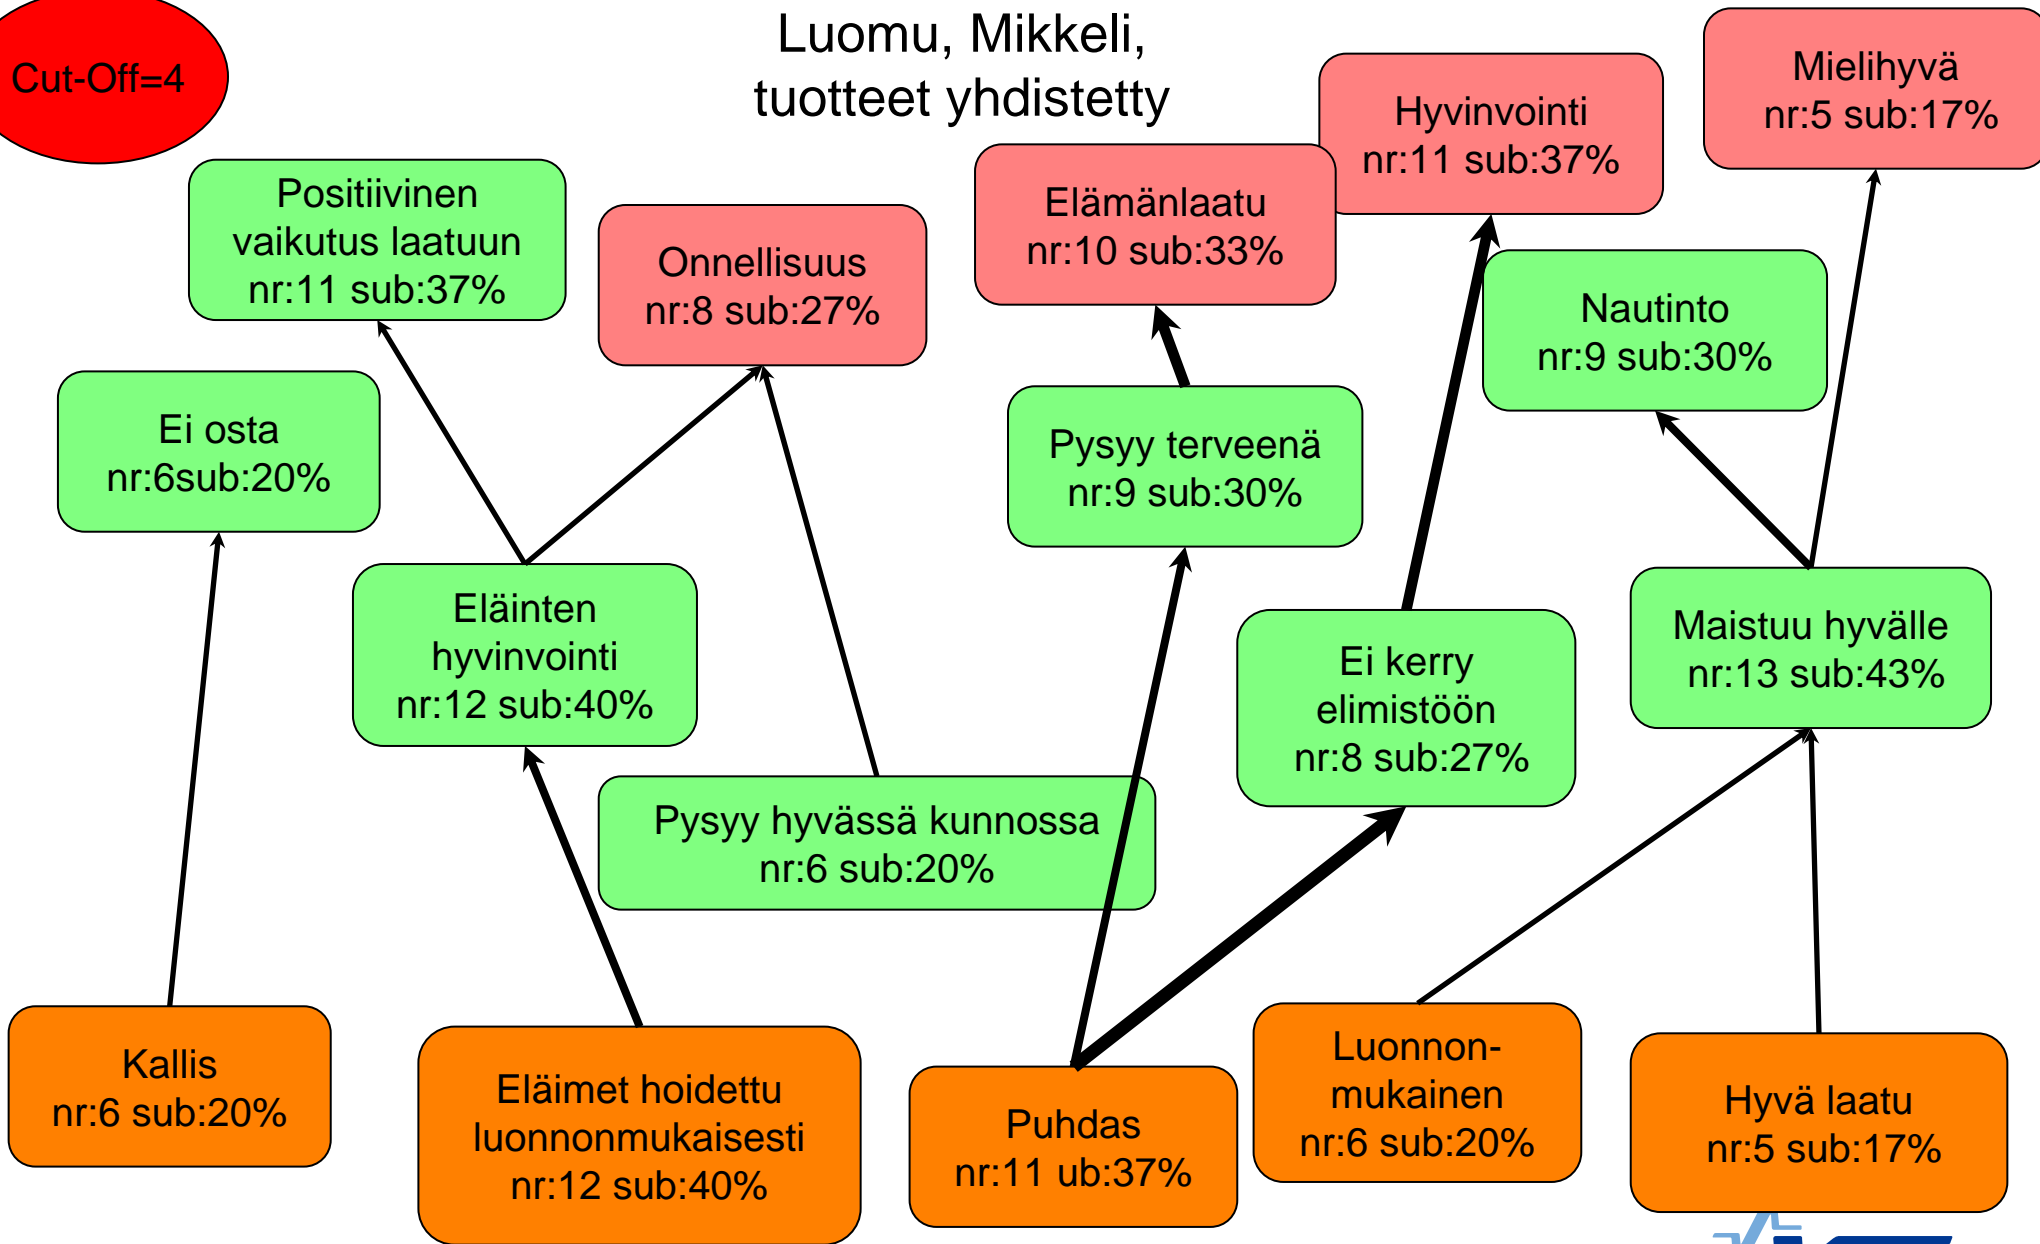 Cut-Off=4
Luomu, Mikkeli,
tuotteet yhdistetty
Mielihyvä
nr:5 sub:17%
Hyvinvointi
nr:11 sub:37%
Positiivinen
vaikutus laatuun
nr:11 sub:37%
Onnellisuus
nr:8 sub:27%
Elämänlaatu
nr:10 sub:33%
Nautinto
nr:9 sub:30%
Ei osta
nr:6sub:20%
Pysyy terveenä
nr:9 sub:30%
Eläinten
hyvinvointi
nr:12 sub:40%
Ei kerry
elimistöön
nr:8 sub:27%
Maistuu hyvälle
nr:13 sub:43%
Pysyy hyvässä kunnossa
nr:6 sub:20%
Kallis
nr:6 sub:20%
Eläimet hoidettu
luonnonmukaisesti
nr:12 sub:40%
Puhdas
nr:11 ub:37%
Luonnon-
mukainen
nr:6 sub:20%
Hyvä laatu
nr:5 sub:17%